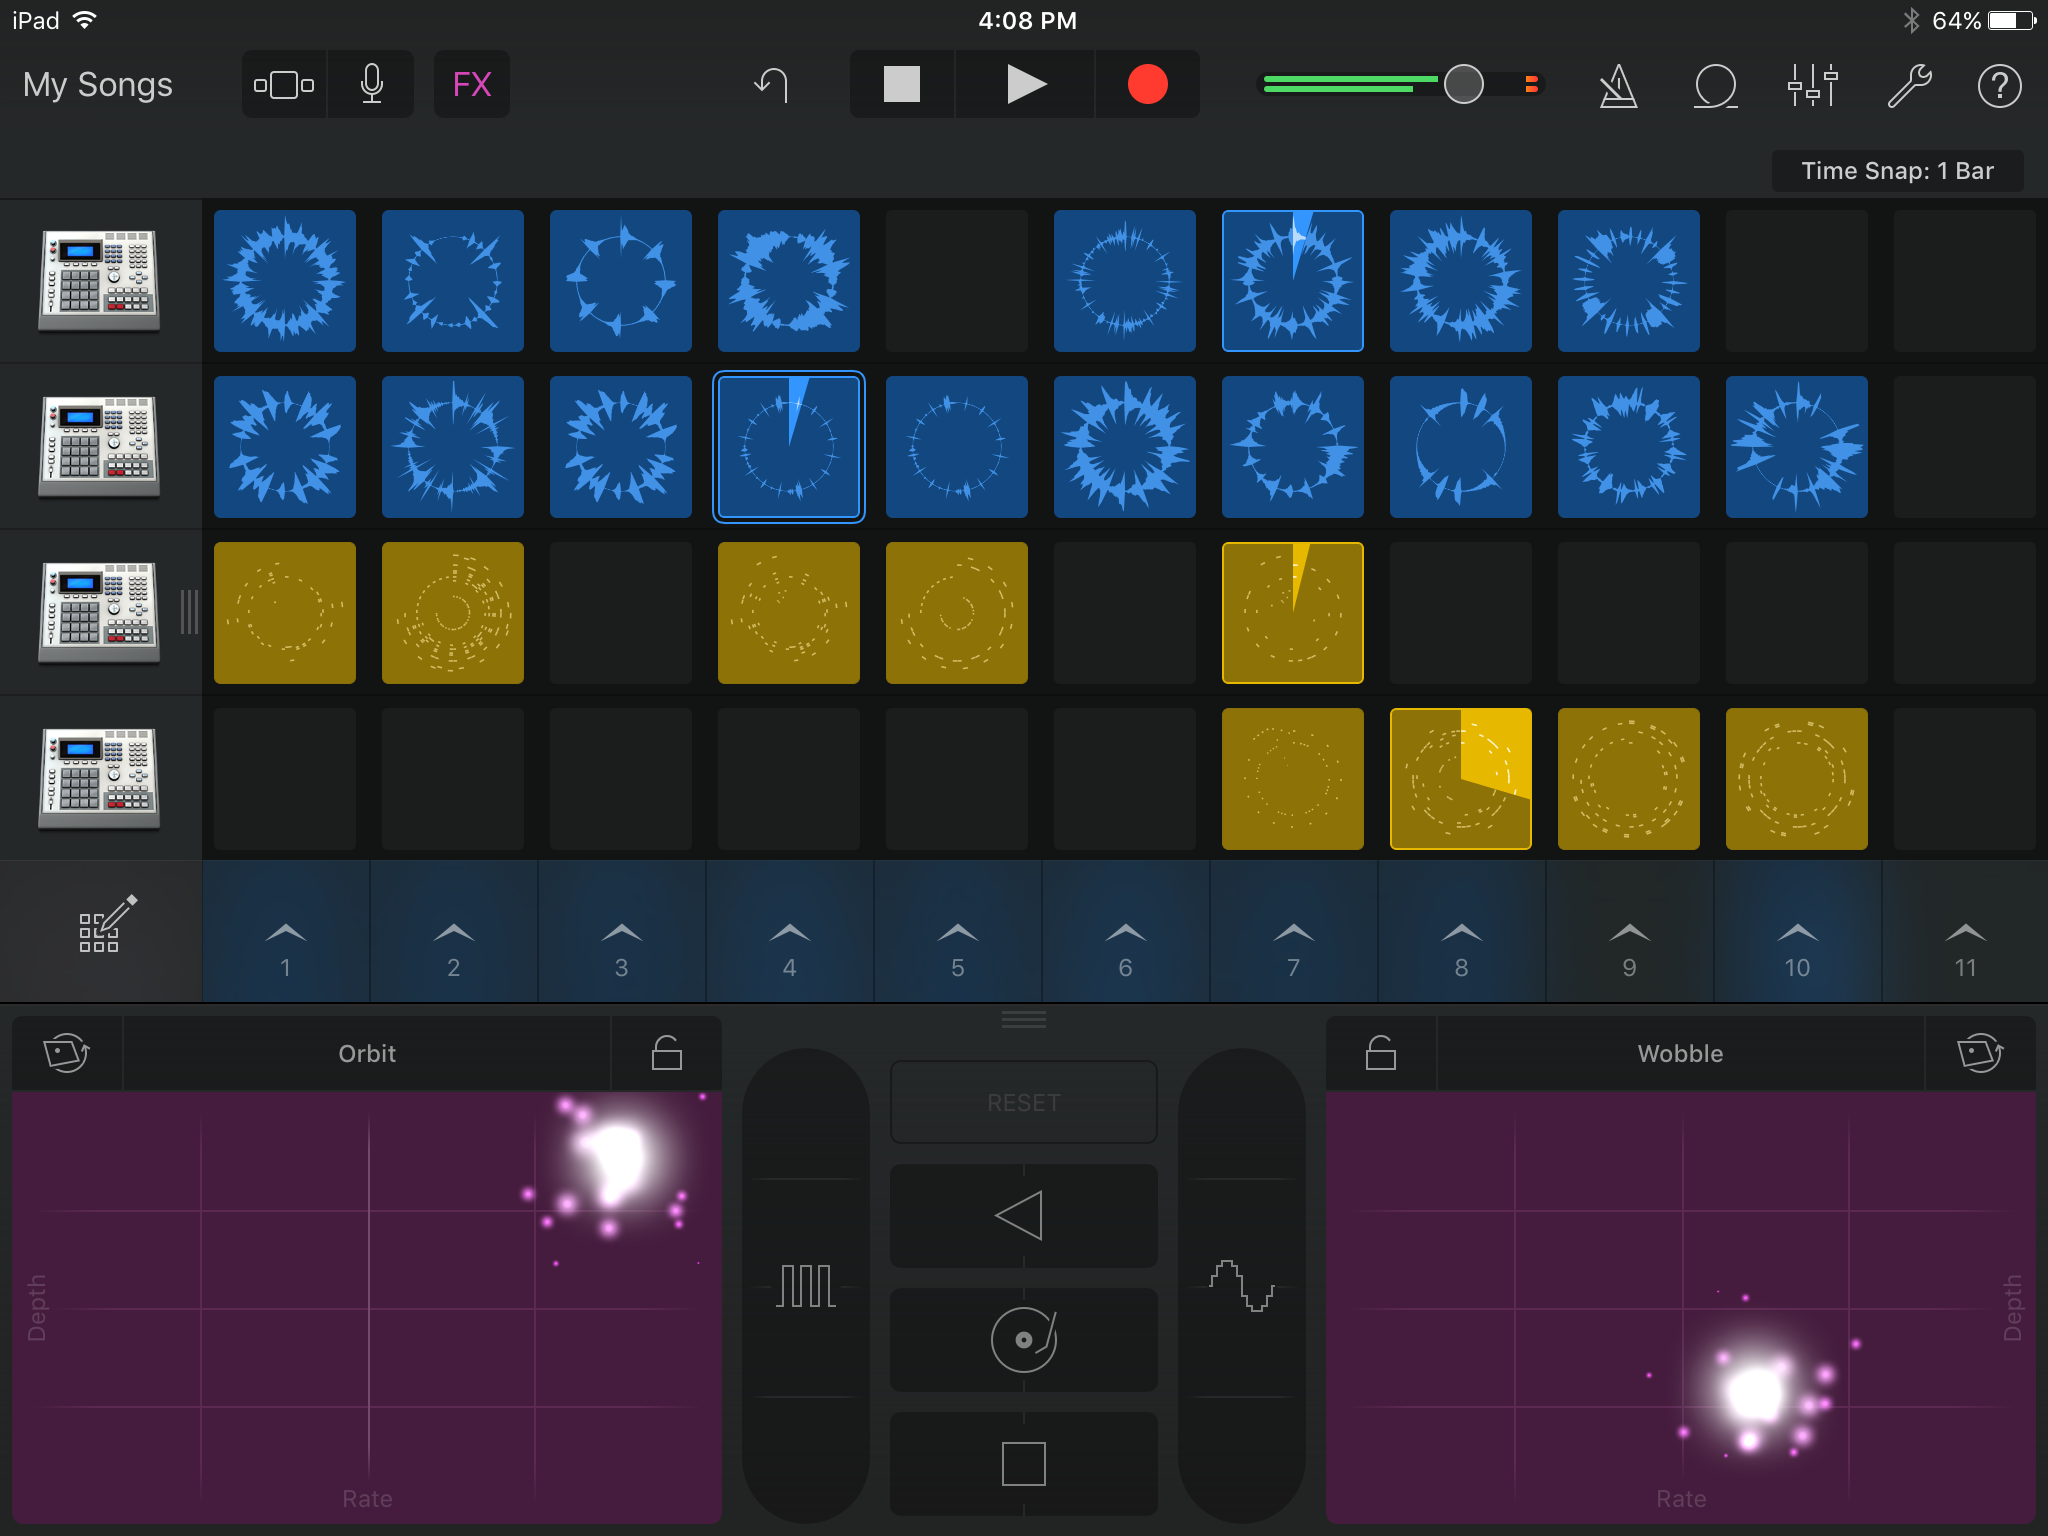 iPad 4:08 PM 64%
My Songs FX ?
Time Snap: 1 Bar
1 2 3 4 5 6 7 8 9 10 11
Orbit
RESET
Wobble
Depth
Rate
Depth
Rate